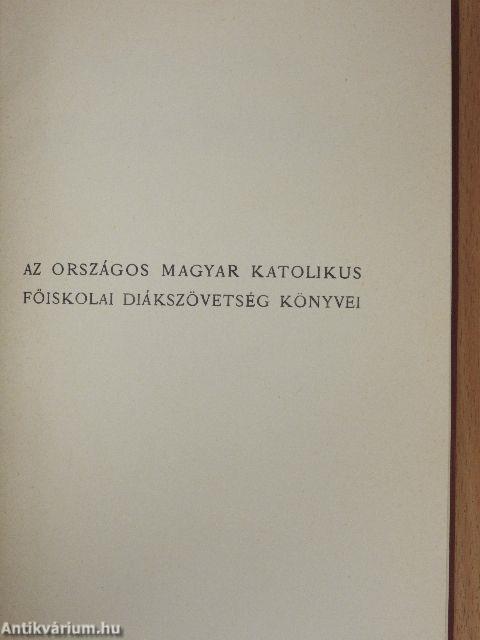 AZ ORSZÁGOS MAGYAR KATOLIKUS
FŐISKOLAI DIÁKSZÖVETSÉG KÖNYVEI
Antikvárium.hu